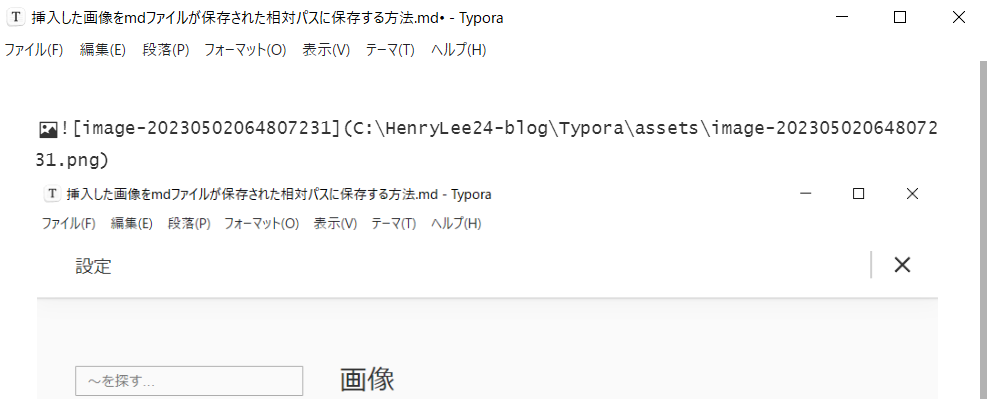 T 挿入した画像をmdファイルが保存された相対パスに保存する方法.md• - Typora
ファイル(F) 編集(E) 段落(P) フォーマット(O) 表示(V) テーマ(T) ヘルプ(H)
![image-20230502064807231](C:\HenryLee24-blog\Typora\assets\image-202305020648072
31.png)
T 挿入した画像をmdファイルが保存された相対パスに保存する方法.md - Typora
ファイル(F) 編集(E) 段落(P) フォーマット(O) 表示(V) テーマ(T) ヘルプ(H)
設定
～を探す... 画像